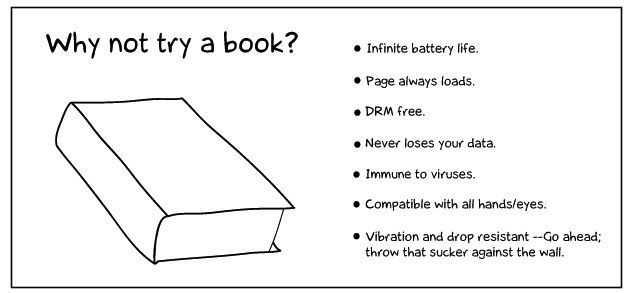 Why not try a book?
• Infinite battery life.
• Page always loads.
• DRM free.
• Never loses your data.
• Immune to viruses.
• Compatible with all hands/eyes.
• Vibration and drop resistant --Go ahead;
throw that sucker against the wall.